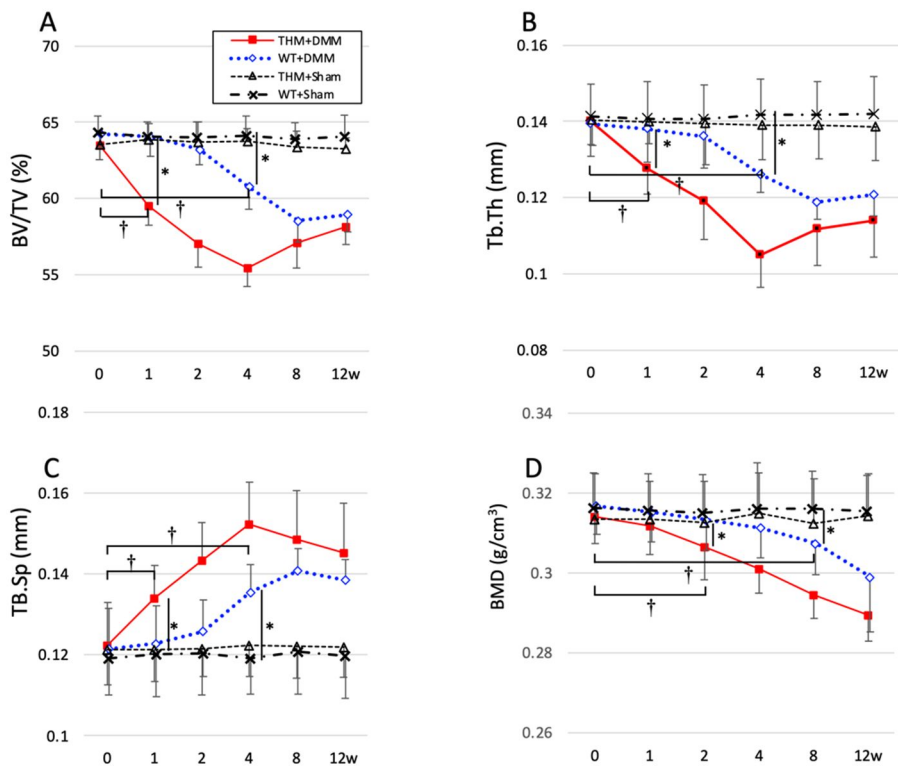 A
BV/TV (%)
70
65
60
55
50
THM+DMM
WT+DMM
THM+Sham
WT+Sham
*
*
†
†
0 1 2 4 8 12w
B
Tb.Th (mm)
0.16
0.14
0.12
0.1
0.08
*
*
†
†
0 1 2 4 8 12w
C
TB.Sp (mm)
0.18
0.16
0.14
0.12
0.1
†
†
*
*
0 1 2 4 8 12w
D
BMD (g/cm³)
0.34
0.32
0.3
0.28
0.26
*
*
†
†
0 1 2 4 8 12w